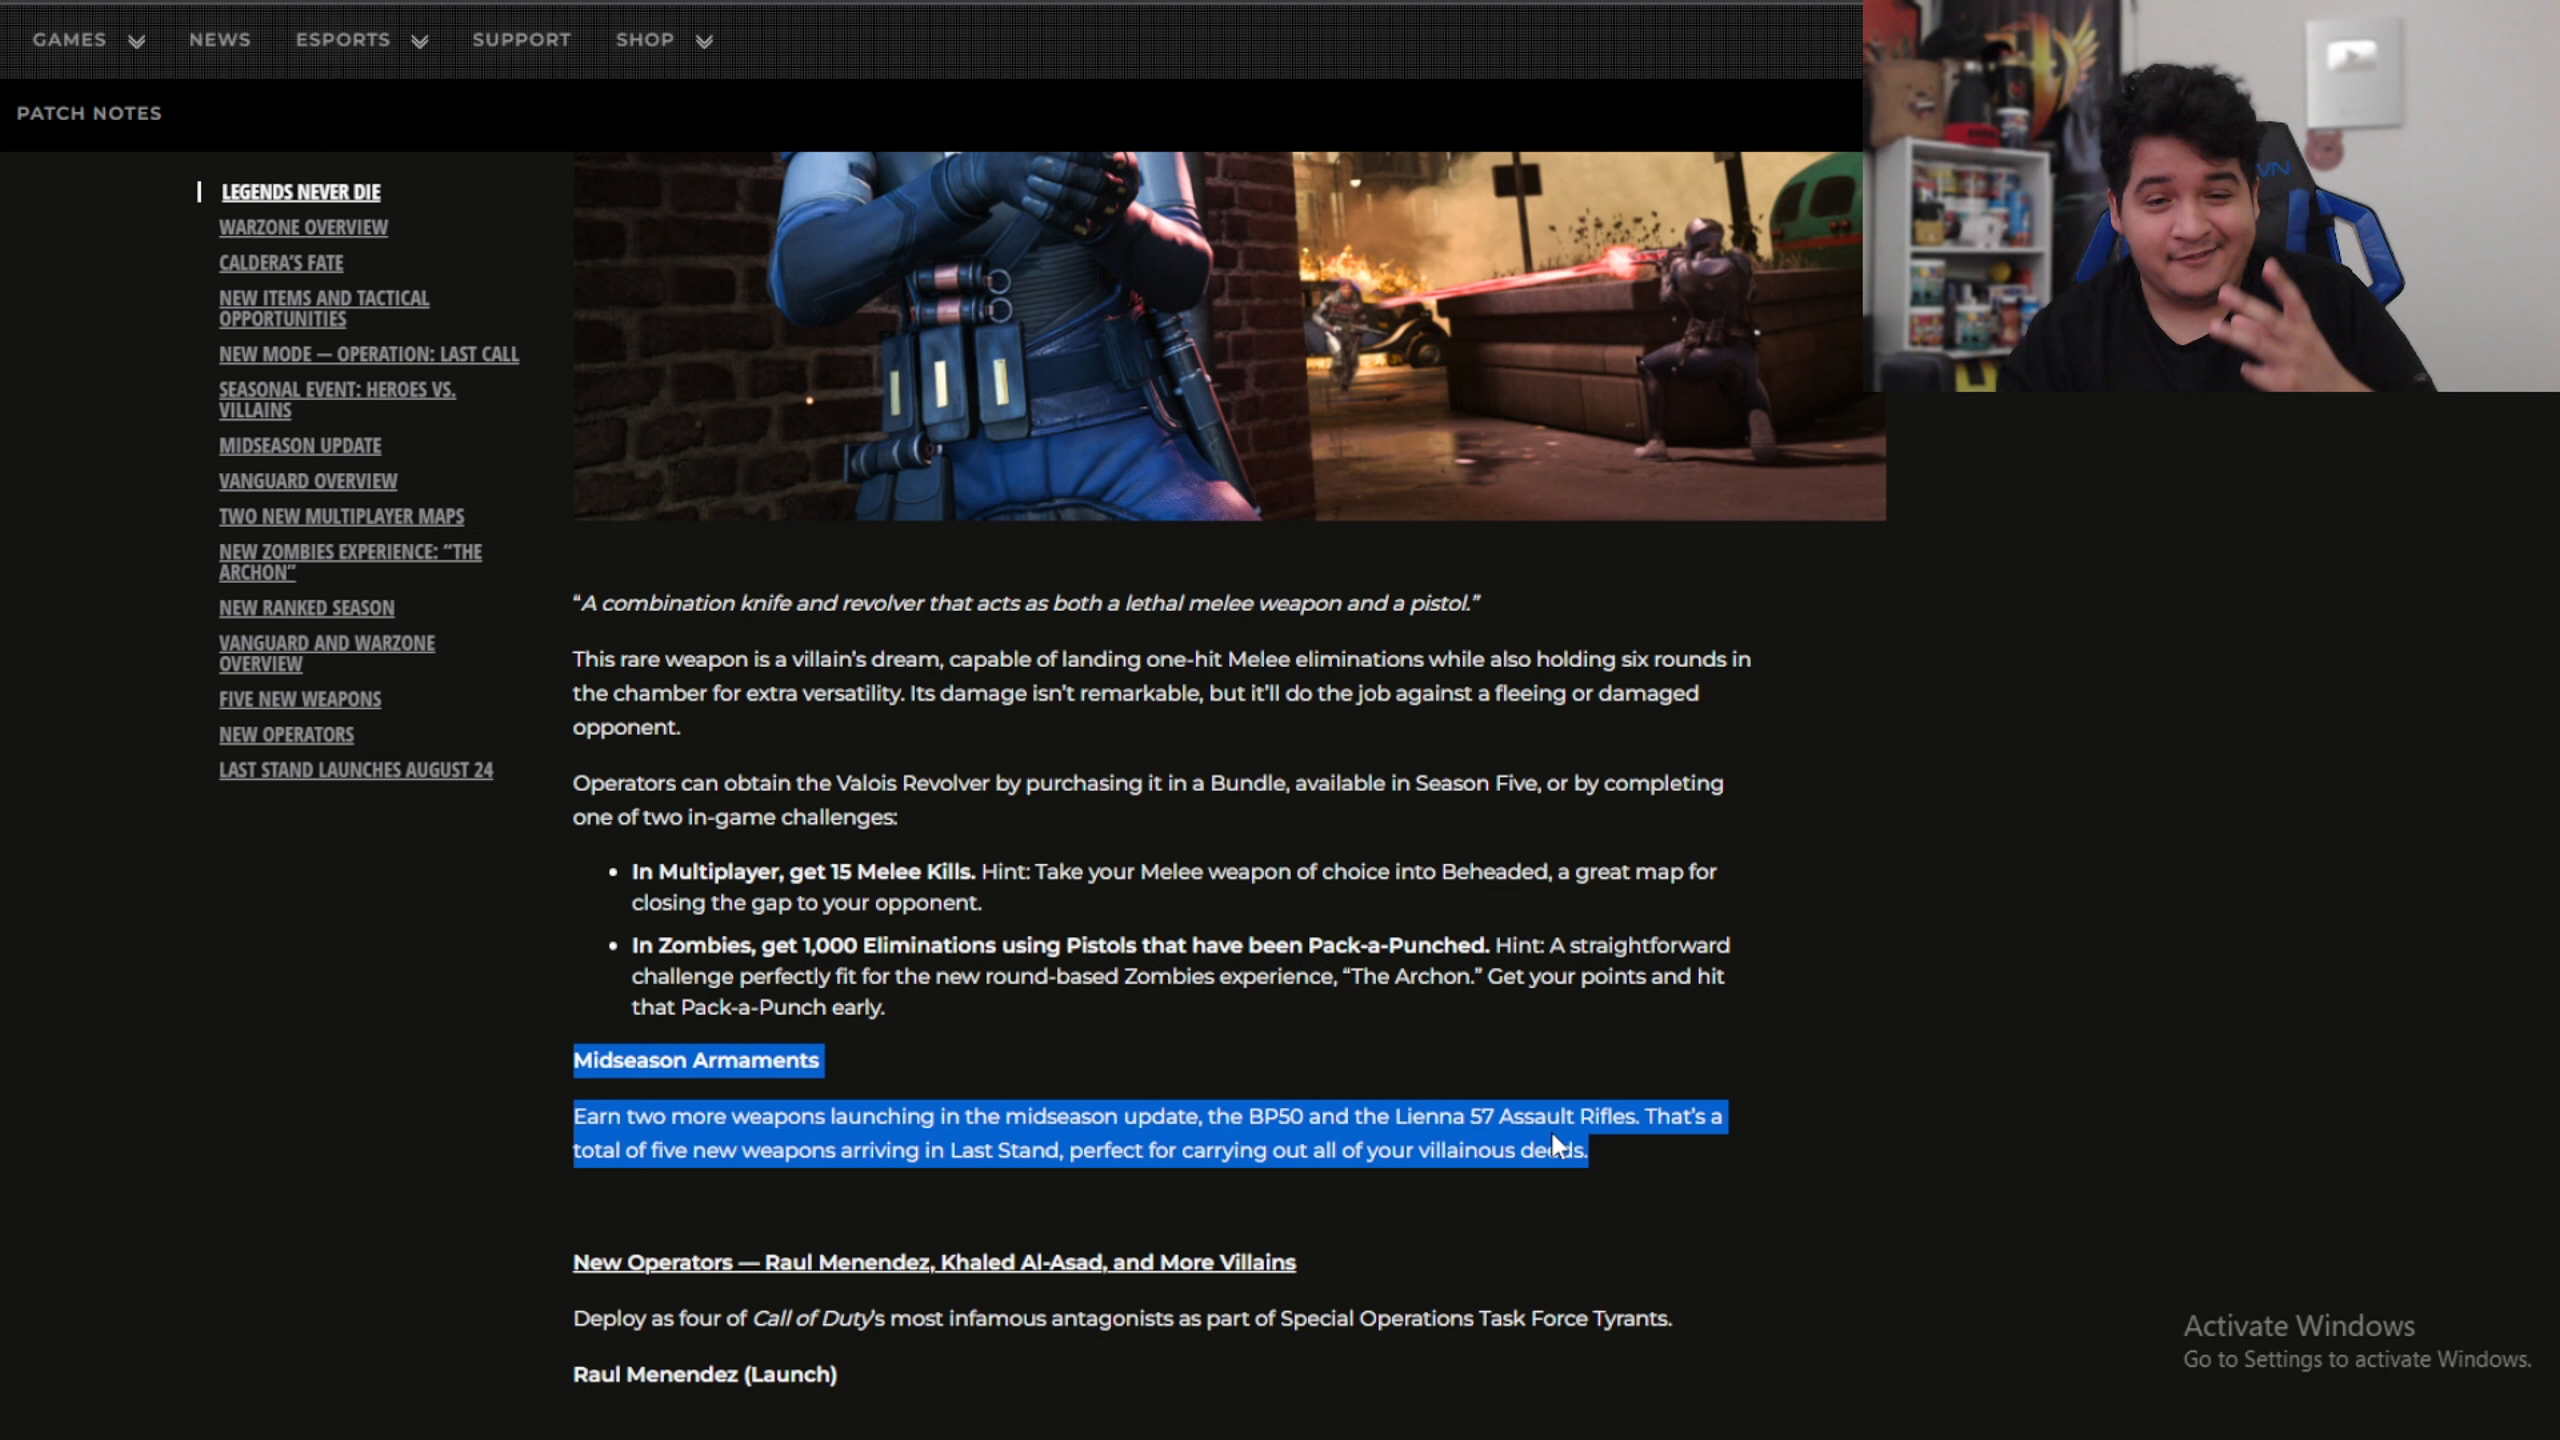 GAMES NEWS ESPORTS SUPPORT SHOP
PATCH NOTES
LEGENDS NEVER DIE
WARZONE OVERVIEW
CALDERA'S FATE
NEW ITEMS AND TACTICAL
OPPORTUNITIES
NEW MODE — OPERATION: LAST CALL
SEASONAL EVENT: HEROES VS.
VILLAINS
MIDSEASON UPDATE
VANGUARD OVERVIEW
TWO NEW MULTIPLAYER MAPS
NEW ZOMBIES EXPERIENCE: “THE
ARCHON”
NEW RANKED SEASON
VANGUARD AND WARZONE
OVERVIEW
FIVE NEW WEAPONS
NEW OPERATORS
LAST STAND LAUNCHES AUGUST 24
“A combination knife and revolver that acts as both a lethal melee weapon and a pistol.”
This rare weapon is a villain’s dream, capable of landing one-hit Melee eliminations while also holding six rounds in
the chamber for extra versatility. Its damage isn’t remarkable, but it’ll do the job against a fleeing or damaged
opponent.
Operators can obtain the Valois Revolver by purchasing it in a Bundle, available in Season Five, or by completing
one of two in-game challenges:
• In Multiplayer, get 15 Melee Kills. Hint: Take your Melee weapon of choice into Beheaded, a great map for
closing the gap to your opponent.
• In Zombies, get 1,000 Eliminations using Pistols that have been Pack-a-Punched. Hint: A straightforward
challenge perfectly fit for the new round-based Zombies experience, “The Archon.” Get your points and hit
that Pack-a-Punch early.
Midseason Armaments
Earn two more weapons launching in the midseason update, the BP50 and the Lienna 57 Assault Rifles. That’s a
total of five new weapons arriving in Last Stand, perfect for carrying out all of your villainous deeds.
New Operators — Raul Menendez, Khaled Al-Asad, and More Villains
Deploy as four of Call of Duty’s most infamous antagonists as part of Special Operations Task Force Tyrants.
Raul Menendez (Launch)
Activate Windows
Go to Settings to activate Windows.